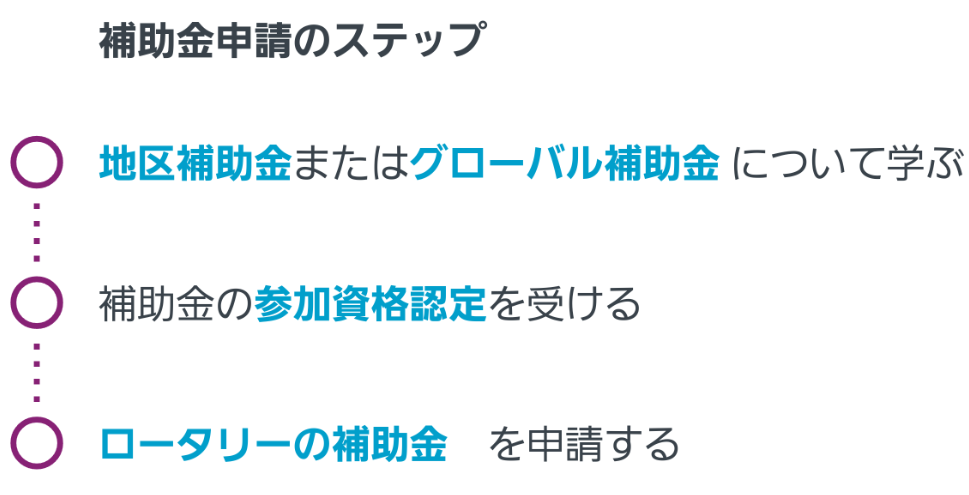 補助金申請のステップ
地区補助金またはグローバル補助金 について学ぶ
補助金の参加資格認定を受ける
ロータリーの補助金　を申請する